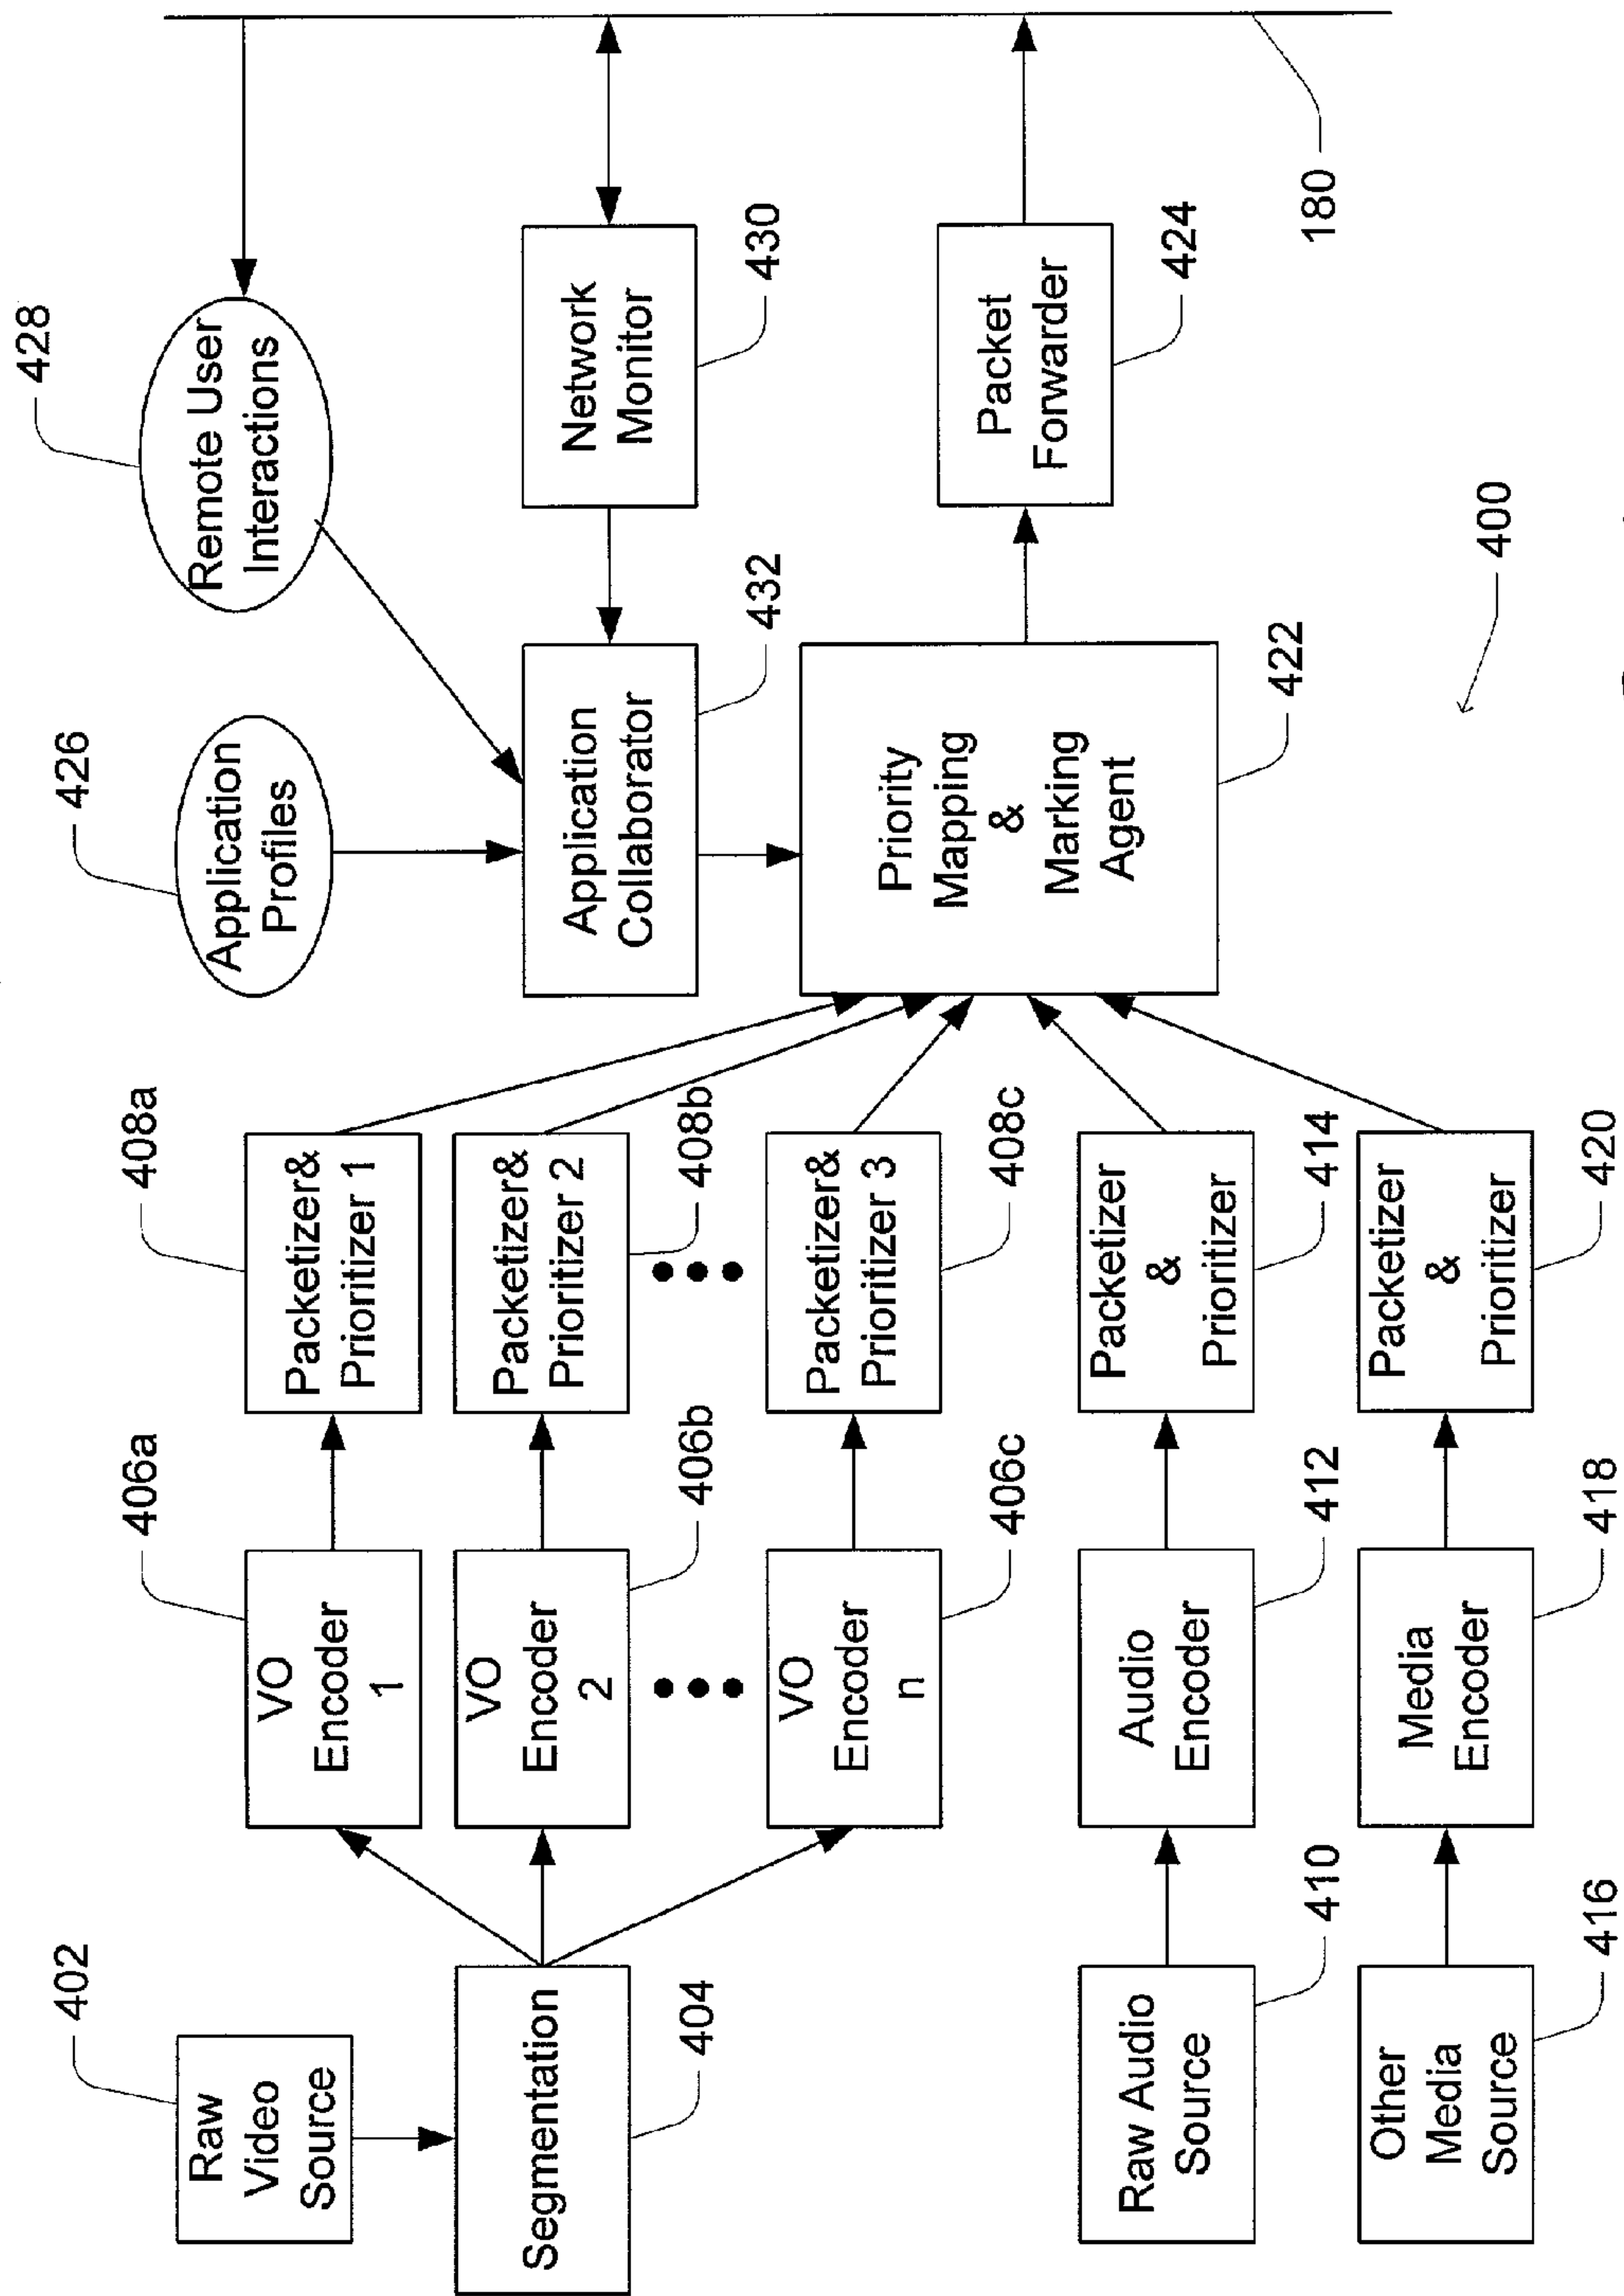 402
Raw
Video
Source
Segmentation
404
406a
VO
Encoder
1
VO
Encoder
2
406b
VO
Encoder
n
406c
408a
Packetizer&
Prioritizer 1
Packetizer&
Prioritizer 2
408b
Packetizer&
Prioritizer 3
408c
Raw Audio
Source
410
Audio
Encoder
412
Packetizer
&
Prioritizer
414
Other
Media
Source
416
Media
Encoder
418
Packetizer
&
Prioritizer
420
426
Application
Profiles
428
Remote User
Interactions
Application
Collaborator
432
Network
Monitor
430
Priority
Mapping
&
Marking
Agent
422
Packet
Forwarder
424
180
400